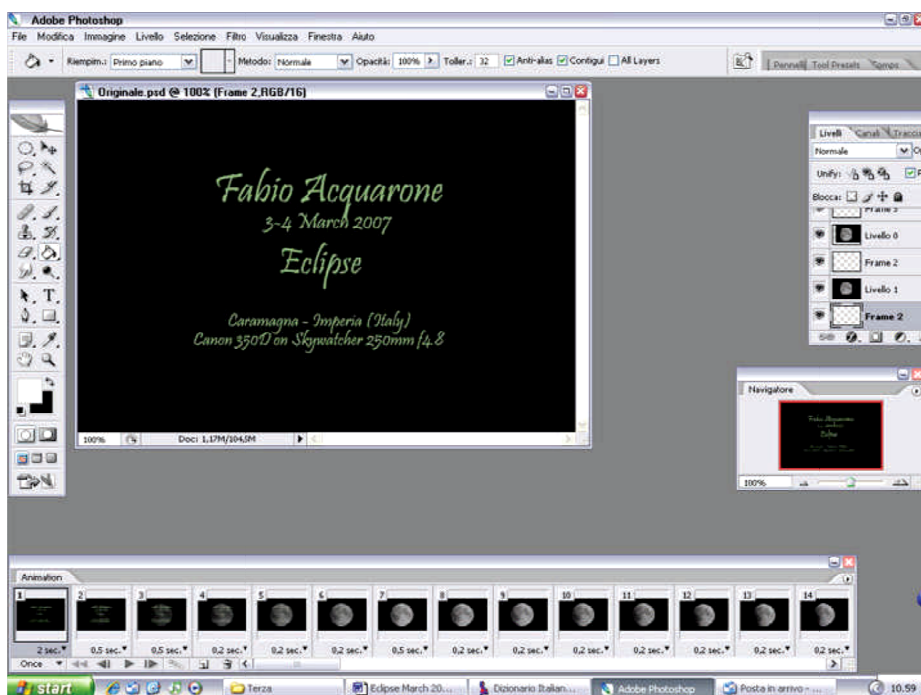 Adobe Photoshop
File Modifica Immagine Livello Selezione Filtro Visualizza Finestra Aiuto
Riempim.: Primo piano Metodo: Normale Opacità: 100% Toller.: 32 Anti-alias Contigui All Layers
Pennelli Tool Presets Comps
Originale.psd @ 100% (Frame 2,RGB/16)
Fabio Acquarone
3-4 March 2007
Eclipse
Caramagna - Imperia (Italy)
Canon 350D on Skywatcher 250mm f4.8
100% Doc: 1,17M/104,5M
Livelli Canali Traccia
Normale
Unify:
Blocca:
Frame 3
Livello 0
Frame 2
Livello 1
Frame 2
Navigatore
Fabio Acquarone
Eclipse
100%
Animation
1 2 3 4 5 6 7 8 9 10 11 12 13 14
2 sec. 0,5 sec. 0,5 sec. 0,2 sec. 0,2 sec. 0,2 sec. 0,5 sec. 0,2 sec. 0,2 sec. 0,2 sec. 0,2 sec. 0,2 sec. 0,2 sec. 0,2 sec.
Once
start Terza Eclipse March 20... Dizionario Italian... Adobe Photoshop Posta in arrivo - ... 10.59